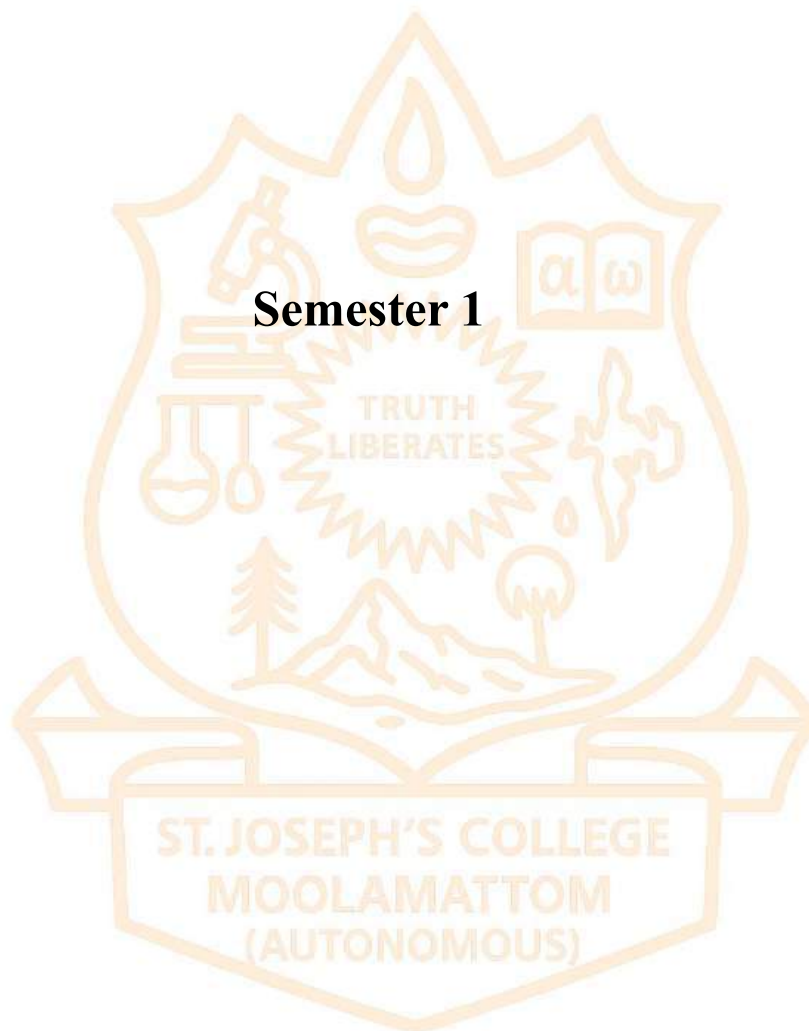 α ω
Semester 1
TRUTH
LIBERATES
ST. JOSEPH'S COLLEGE
MOOLAMATTOM
(AUTONOMOUS)